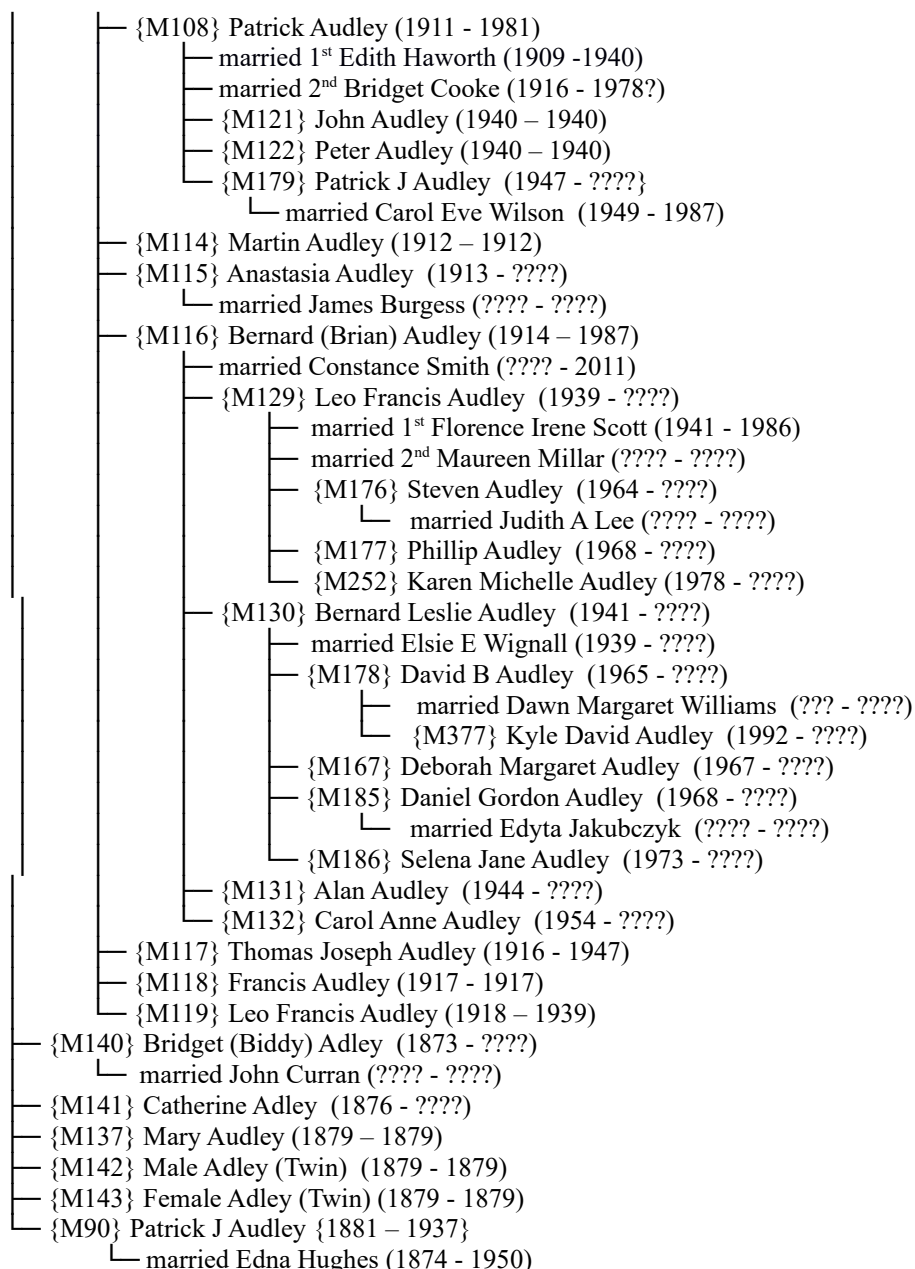 {M108} Patrick Audley (1911 - 1981)
married 1st Edith Haworth (1909 -1940)
married 2nd Bridget Cooke (1916 - 1978?)
{M121} John Audley (1940 – 1940)
{M122} Peter Audley (1940 – 1940)
{M179} Patrick J Audley (1947 - ????}
married Carol Eve Wilson (1949 - 1987)
{M114} Martin Audley (1912 – 1912)
{M115} Anastasia Audley (1913 - ????)
married James Burgess (???? - ????)
{M116} Bernard (Brian) Audley (1914 – 1987)
married Constance Smith (???? - 2011)
{M129} Leo Francis Audley (1939 - ????)
married 1st Florence Irene Scott (1941 - 1986)
married 2nd Maureen Millar (???? - ????)
{M176} Steven Audley (1964 - ????)
married Judith A Lee (???? - ????)
{M177} Phillip Audley (1968 - ????)
{M252} Karen Michelle Audley (1978 - ????)
{M130} Bernard Leslie Audley (1941 - ????)
married Elsie E Wignall (1939 - ????)
{M178} David B Audley (1965 - ????)
married Dawn Margaret Williams (??? - ????)
{M377} Kyle David Audley (1992 - ????)
{M167} Deborah Margaret Audley (1967 - ????)
{M185} Daniel Gordon Audley (1968 - ????)
married Edyta Jakubczyk (???? - ????)
{M186} Selena Jane Audley (1973 - ????)
{M131} Alan Audley (1944 - ????)
{M132} Carol Anne Audley (1954 - ????)
{M117} Thomas Joseph Audley (1916 - 1947)
{M118} Francis Audley (1917 - 1917)
{M119} Leo Francis Audley (1918 – 1939)
{M140} Bridget (Biddy) Adley (1873 - ????)
married John Curran (???? - ????)
{M141} Catherine Adley (1876 - ????)
{M137} Mary Audley (1879 – 1879)
{M142} Male Adley (Twin) (1879 - 1879)
{M143} Female Adley (Twin) (1879 - 1879)
{M90} Patrick J Audley {1881 – 1937}
married Edna Hughes (1874 - 1950)